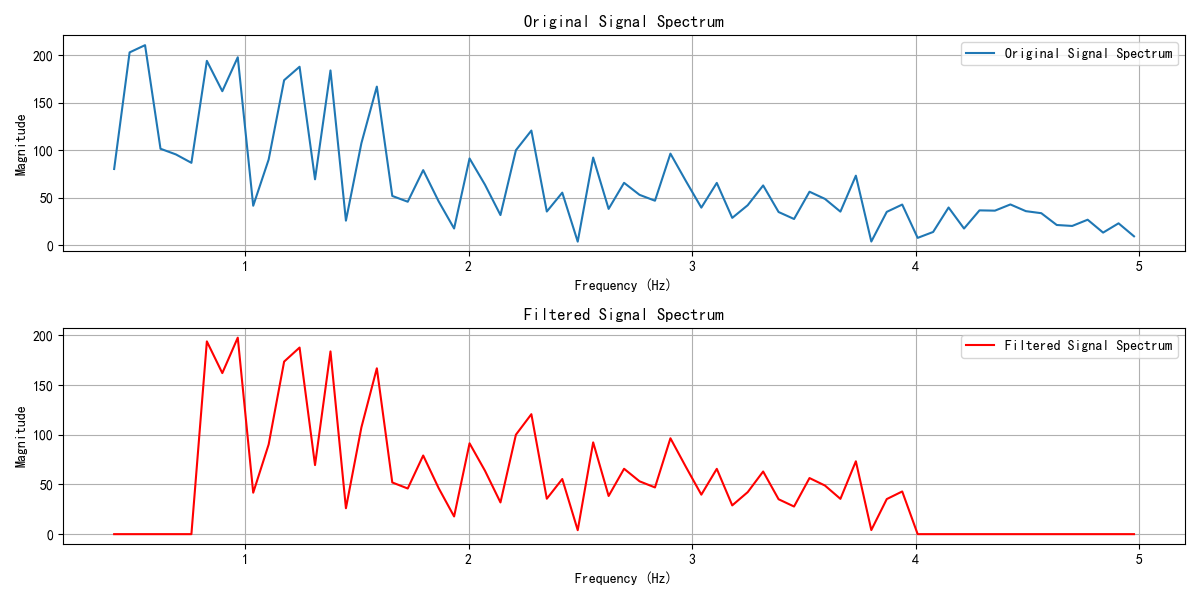 Original Signal Spectrum
Original Signal Spectrum
Magnitude
200
150
100
50
0
1 2 3 4 5
Frequency (Hz)
Filtered Signal Spectrum
Filtered Signal Spectrum
Magnitude
200
150
100
50
0
1 2 3 4 5
Frequency (Hz)